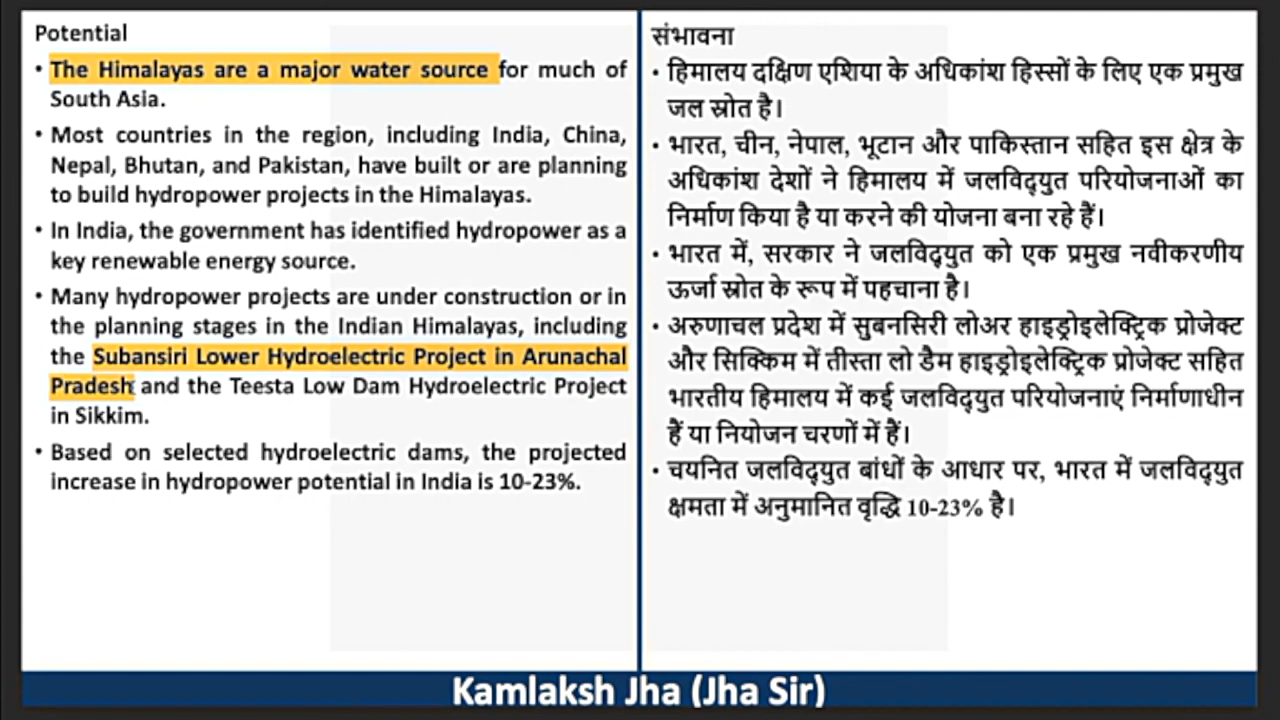 Potential
• The Himalayas are a major water source for much of
South Asia.
• Most countries in the region, including India, China,
Nepal, Bhutan, and Pakistan, have built or are planning
to build hydropower projects in the Himalayas.
• In India, the government has identified hydropower as a
key renewable energy source.
• Many hydropower projects are under construction or in
the planning stages in the Indian Himalayas, including
the Subansiri Lower Hydroelectric Project in Arunachal
Pradesh and the Teesta Low Dam Hydroelectric Project
in Sikkim.
• Based on selected hydroelectric dams, the projected
increase in hydropower potential in India is 10-23%.
संभावना
• हिमालय दक्षिण एशिया के अधिकांश हिस्सों के लिए एक प्रमुख
जल स्रोत है।
• भारत, चीन, नेपाल, भूटान और पाकिस्तान सहित इस क्षेत्र के
अधिकांश देशों ने हिमालय में जलविद्युत परियोजनाओं का
निर्माण किया है या करने की योजना बना रहे हैं।
• भारत में, सरकार ने जलविद्युत को एक प्रमुख नवीकरणीय
ऊर्जा स्रोत के रूप में पहचाना है।
• अरुणाचल प्रदेश में सुबनसिरी लोअर हाइड्रोइलेक्ट्रिक प्रोजेक्ट
और सिक्किम में तीस्ता लो डैम हाइड्रोइलेक्ट्रिक प्रोजेक्ट सहित
भारतीय हिमालय में कई जलविद्युत परियोजनाएं निर्माणाधीन
हैं या नियोजन चरणों में हैं।
• चयनित जलविद्युत बांधों के आधार पर, भारत में जलविद्युत
क्षमता में अनुमानित वृद्धि 10-23% है।
Kamlaksh Jha (Jha Sir)